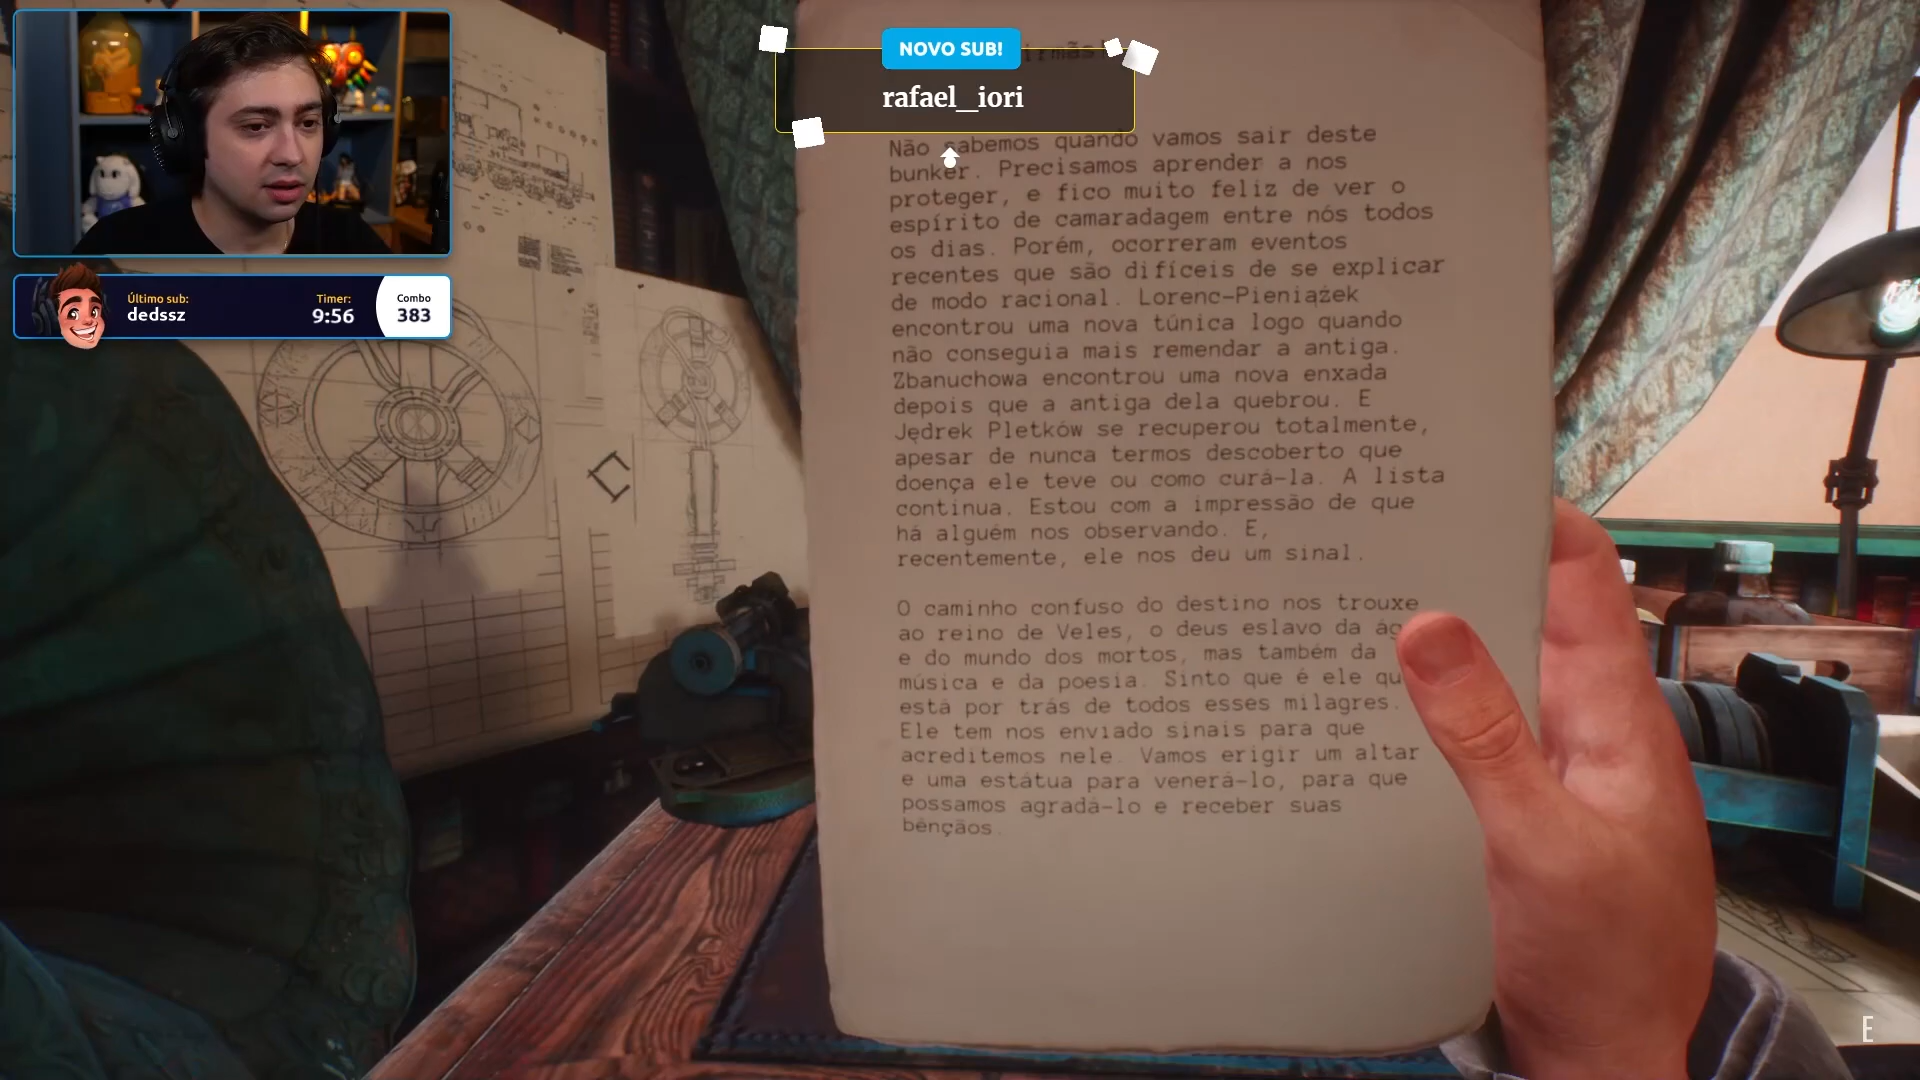 NOVO SUB!
rafael_iori
Último sub:
dedssz
Timer:
9:56
Combo
383
Não sabemos quando vamos sair deste
bunker. Precisamos aprender a nos
proteger, e fico muito feliz de ver o
espírito de camaradagem entre nós todos
os dias. Porém, ocorreram eventos
recentes que são difíceis de se explicar
de modo racional. Lorenc-Pieniążek
encontrou uma nova túnica logo quando
não conseguia mais remendar a antiga.
Zbanuchowa encontrou uma nova enxada
depois que a antiga dela quebrou. E
Jędrek Pletków se recuperou totalmente,
apesar de nunca termos descoberto que
doença ele teve ou como curá-la. A lista
continua. Estou com a impressão de que
há alguém nos observando. E,
recentemente, ele nos deu um sinal.
O caminho confuso do destino nos trouxe
ao reino de Veles, o deus eslavo da
e do mundo dos mortos, mas também da
música e da poesia. Sinto que é ele
está por trás de todos esses milagres.
Ele tem nos enviado sinais para que
acreditemos nele. Vamos erigir um altar
e uma estátua para venerá-lo, para que
possamos agradá-lo e receber suas
bênçãos.
E